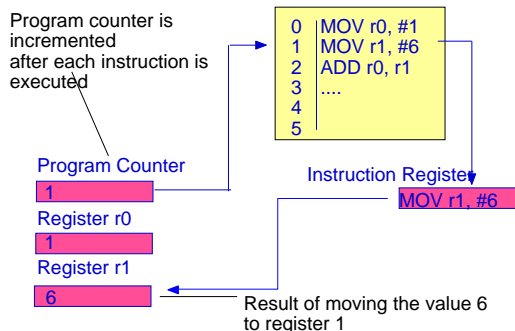 Program counter is
incremented
after each instruction is
executed
0 MOV r0, #1
1 MOV r1, #6
2 ADD r0, r1
3 ....
4
5
Program Counter
1
Register r0
1
Register r1
6
Instruction Register
MOV r1, #6
Result of moving the value 6
to register 1